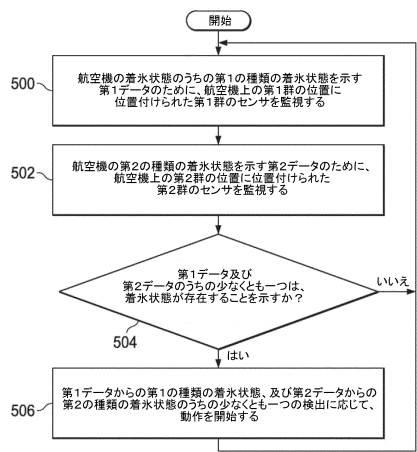 開始
500
航空機の着氷状態のうちの第1の種類の着氷状態を示す
第1データのために、航空機上の第1群の位置に
位置付けられた第1群のセンサを監視する
502
航空機の第2の種類の着氷状態を示す第2データのために、
航空機上の第2群の位置に位置付けられた
第2群のセンサを監視する
第1データ及び
第2データのうちの少なくとも一つは、
着氷状態が存在することを示すか？
いいえ
504
はい
506
第1データからの第1の種類の着氷状態、及び第2データからの
第2の種類の着氷状態のうちの少なくとも一つの検出に応じて、
動作を開始する